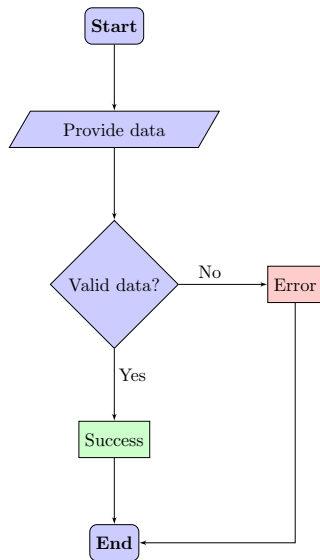 Start
Provide data
Valid data?
No
Error
Yes
Success
End